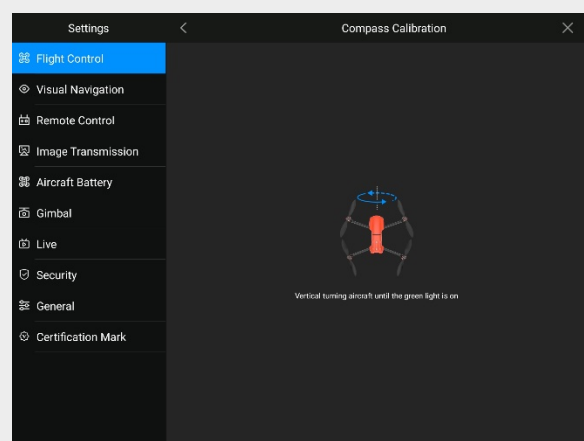 Settings
Compass Calibration
Flight Control
Visual Navigation
Remote Control
Image Transmission
Aircraft Battery
Gimbal
Live
Security
General
Certification Mark
Vertical turning aircraft until the green light is on